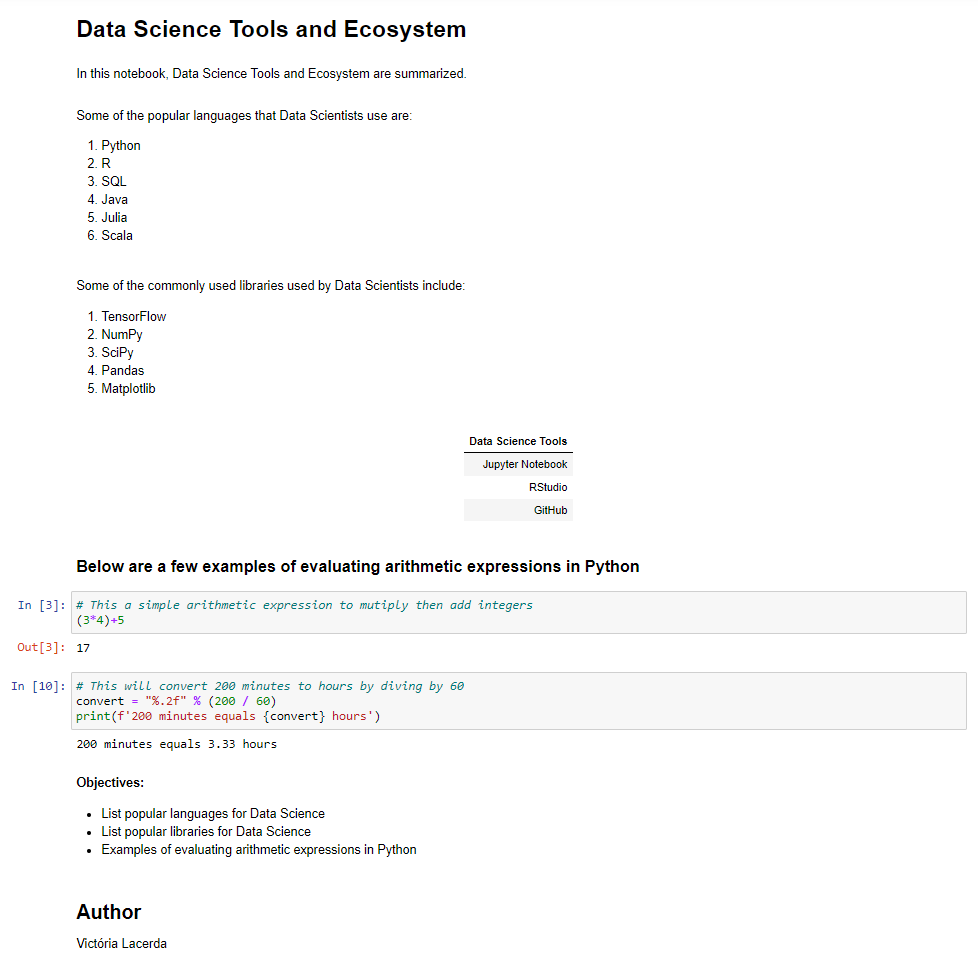 Data Science Tools and Ecosystem
In this notebook, Data Science Tools and Ecosystem are summarized.
Some of the popular languages that Data Scientists use are:
1. Python
2. R
3. SQL
4. Java
5. Julia
6. Scala
Some of the commonly used libraries used by Data Scientists include:
1. TensorFlow
2. NumPy
3. SciPy
4. Pandas
5. Matplotlib
Data Science Tools
Jupyter Notebook
RStudio
GitHub
Below are a few examples of evaluating arithmetic expressions in Python
In [3]: # This a simple arithmetic expression to mutiply then add integers
(3*4)+5
Out[3]: 17
In [10]: # This will convert 200 minutes to hours by diving by 60
convert = "%.2f" % (200 / 60)
print(f'200 minutes equals {convert} hours')
200 minutes equals 3.33 hours
Objectives:
• List popular languages for Data Science
• List popular libraries for Data Science
• Examples of evaluating arithmetic expressions in Python
Author
Victória Lacerda